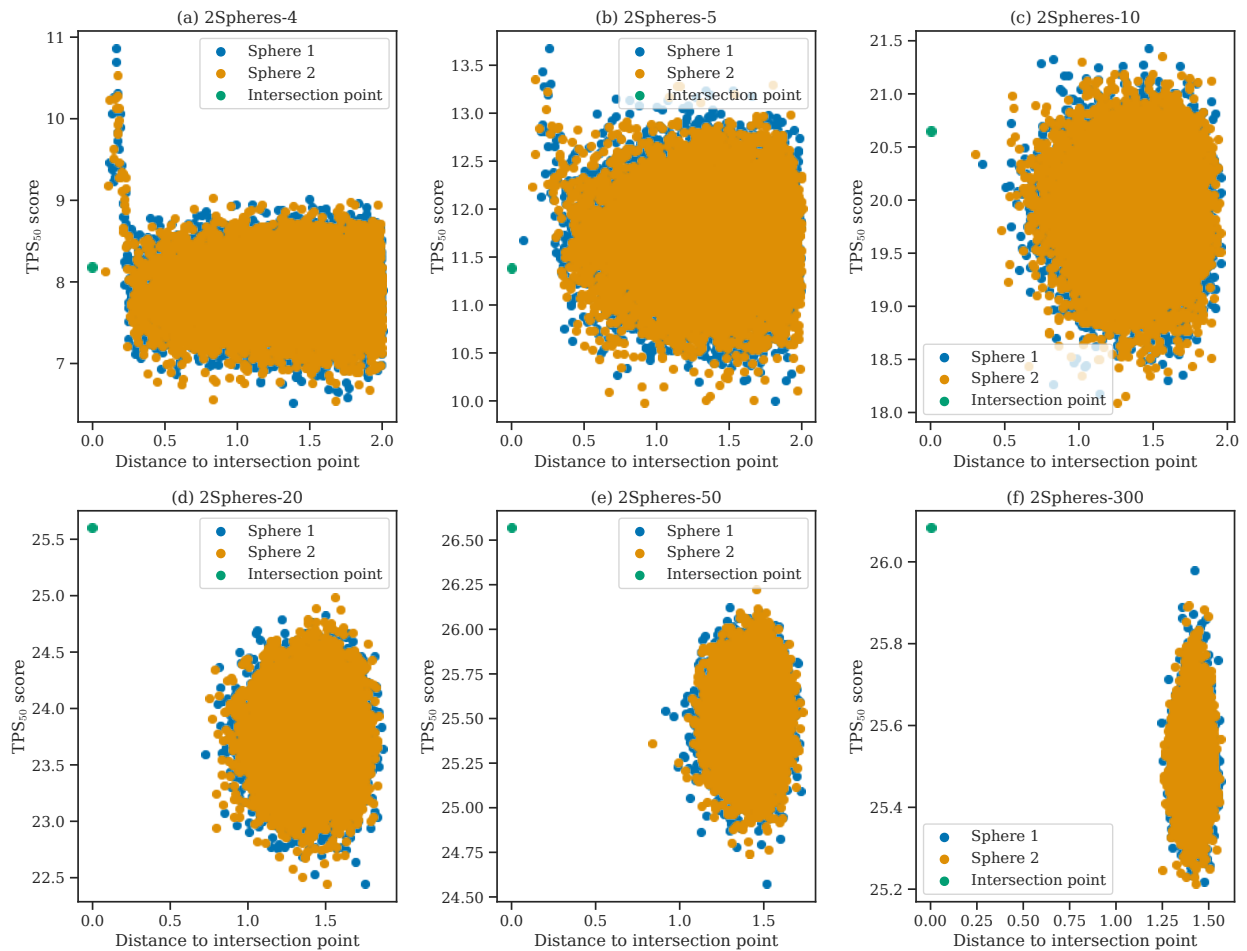 (a) 2Spheres-4
TPS50 score
11
10
9
8
7
0.0 0.5 1.0 1.5 2.0
Distance to intersection point
Sphere 1
Sphere 2
Intersection point
(b) 2Spheres-5
TPS50 score
13.5
13.0
12.5
12.0
11.5
11.0
10.5
10.0
0.0 0.5 1.0 1.5 2.0
Distance to intersection point
Sphere 1
Sphere 2
Intersection point
(c) 2Spheres-10
TPS50 score
21.5
21.0
20.5
20.0
19.5
19.0
18.5
18.0
0.0 0.5 1.0 1.5 2.0
Distance to intersection point
Sphere 1
Sphere 2
Intersection point
(d) 2Spheres-20
TPS50 score
25.5
25.0
24.5
24.0
23.5
23.0
22.5
0.0 0.5 1.0 1.5
Distance to intersection point
Sphere 1
Sphere 2
Intersection point
(e) 2Spheres-50
TPS50 score
26.50
26.25
26.00
25.75
25.50
25.25
25.00
24.75
24.50
0.0 0.5 1.0 1.5
Distance to intersection point
Sphere 1
Sphere 2
Intersection point
(f) 2Spheres-300
TPS50 score
26.0
25.8
25.6
25.4
25.2
0.00 0.25 0.50 0.75 1.00 1.25 1.50
Distance to intersection point
Sphere 1
Sphere 2
Intersection point